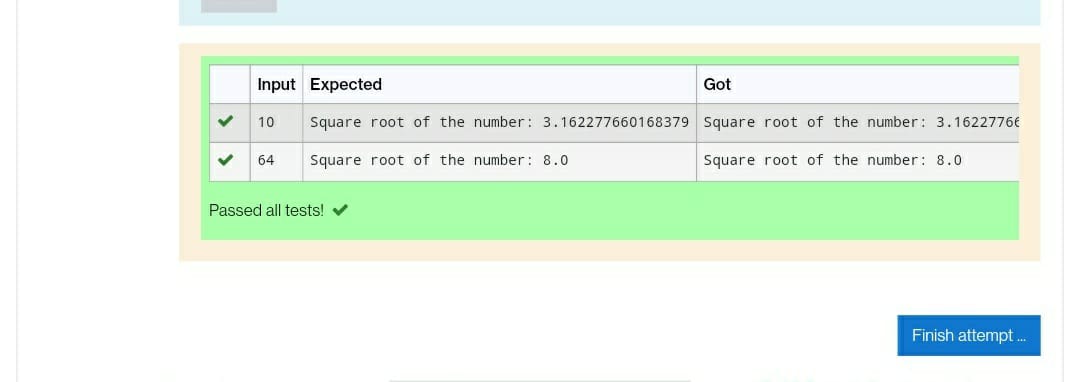 Input Expected Got
10 Square root of the number: 3.162277660168379 Square root of the number: 3.16227766
64 Square root of the number: 8.0 Square root of the number: 8.0
Passed all tests!
Finish attempt ...